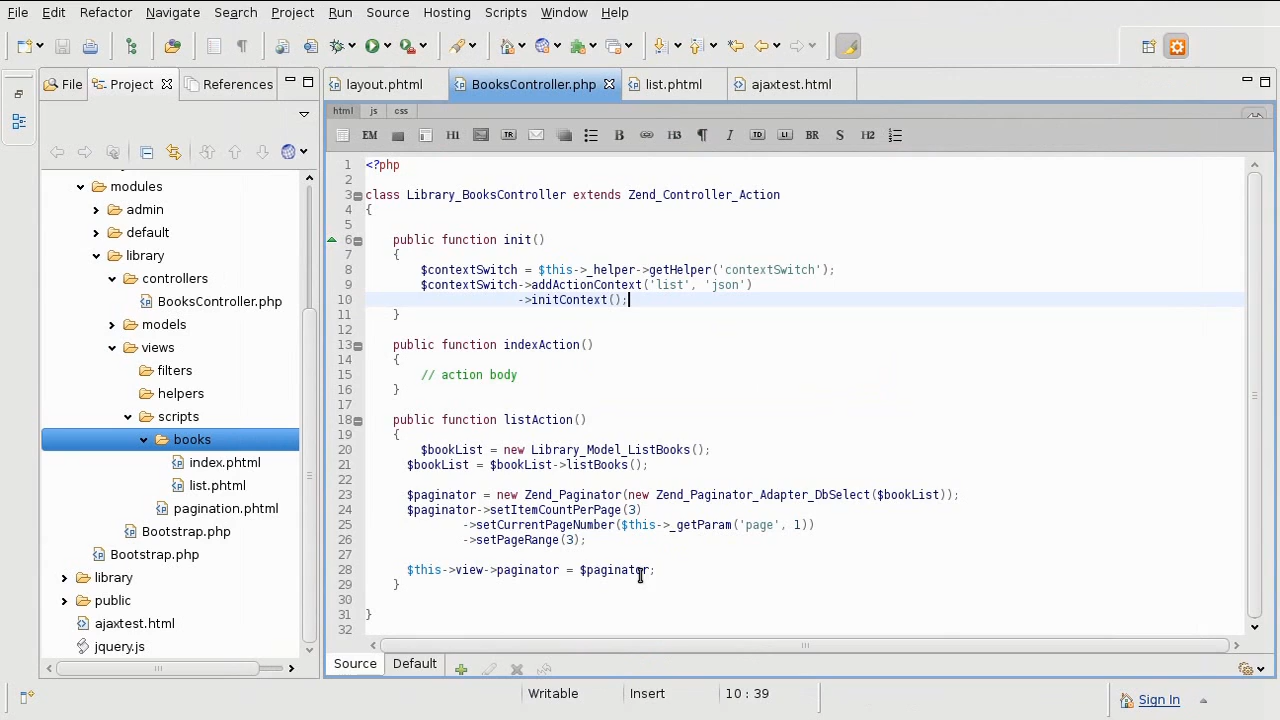 File Edit Refactor Navigate Search Project Run Source Hosting Scripts Window Help
File Project References
layout.phtml BooksController.php list.phtml ajaxtest.html
html js css
EM H1 TR LI B H3 ¶ I TD LI BR S H2
modules
admin
default
library
controllers
BooksController.php
models
views
filters
helpers
scripts
books
index.phtml
list.phtml
pagination.phtml
Bootstrap.php
Bootstrap.php
library
public
ajaxtest.html
jquery.js
1 <?php
2
3 class Library_BooksController extends Zend_Controller_Action
4 {
5
6 public function init()
7 {
8 $contextSwitch = $this->_helper->getHelper('contextSwitch');
9 $contextSwitch->addActionContext('list', 'json')
10 ->initContext();
11 }
12
13 public function indexAction()
14 {
15 // action body
16 }
17
18 public function listAction()
19 {
20 $bookList = new Library_Model_ListBooks();
21 $bookList = $bookList->listBooks();
22
23 $paginator = new Zend_Paginator(new Zend_Paginator_Adapter_DbSelect($bookList));
24 $paginator->setItemCountPerPage(3)
25 ->setCurrentPageNumber($this->_getParam('page', 1))
26 ->setPageRange(3);
27
28 $this->view->paginator = $paginator;
29 }
30
31 }
32
Source Default
Writable Insert 10 : 39 Sign In